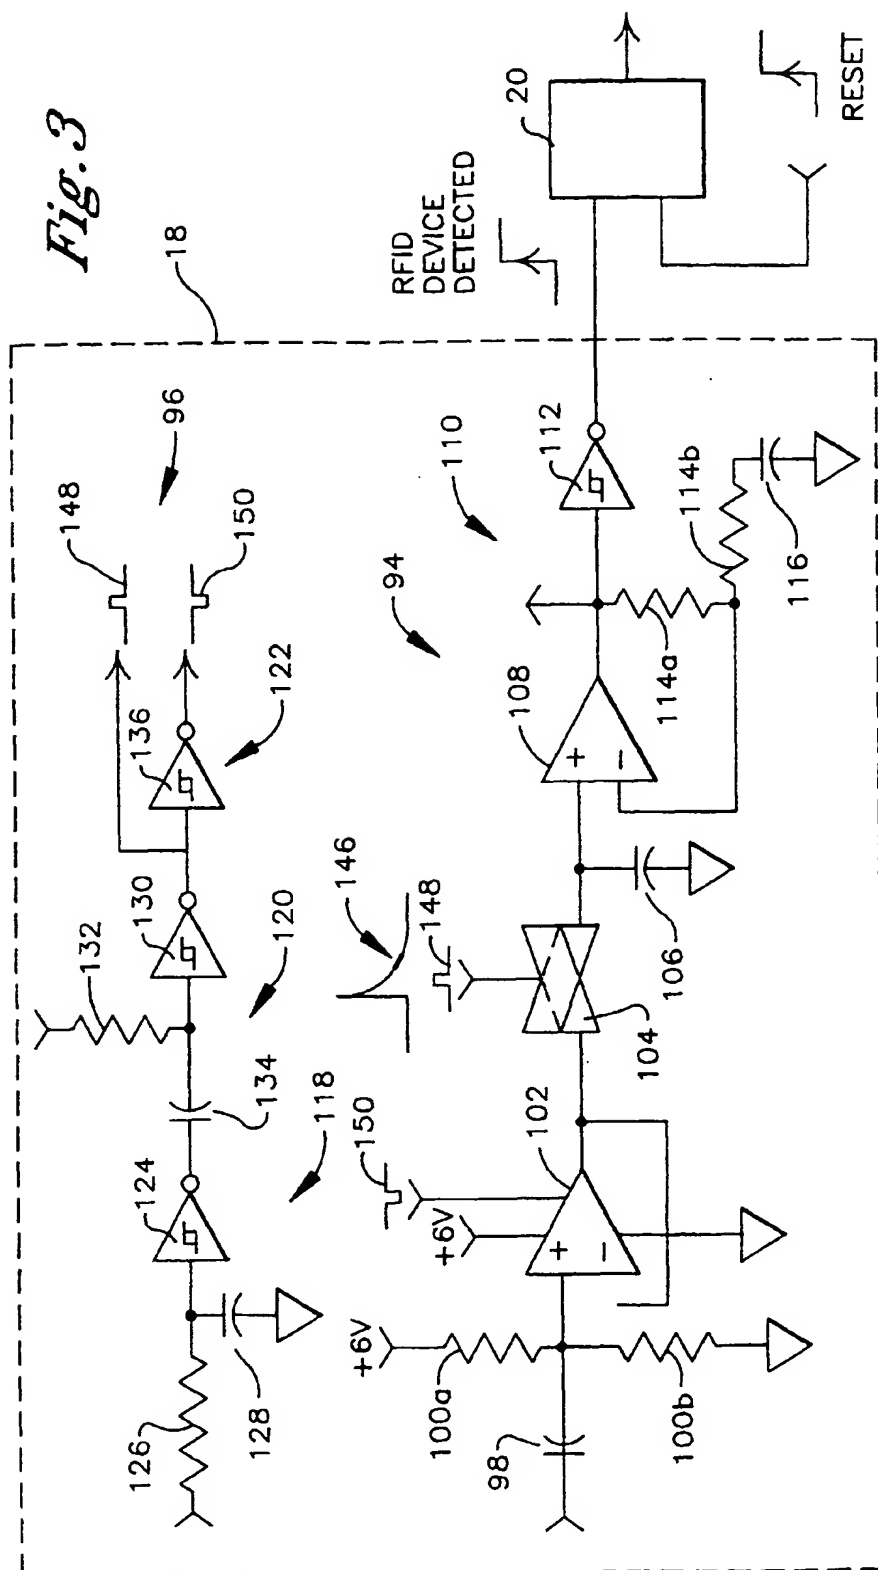 Fig. 3
18
148
96
150
132
130
136
122
120
124
134
118
126
128
RFID
DEVICE
DETECTED
20
RESET
146
148
150
94
110
112
+6V
+6V
102
104
106
108
+
−
+
−
114a
114b
116
100a
100b
98